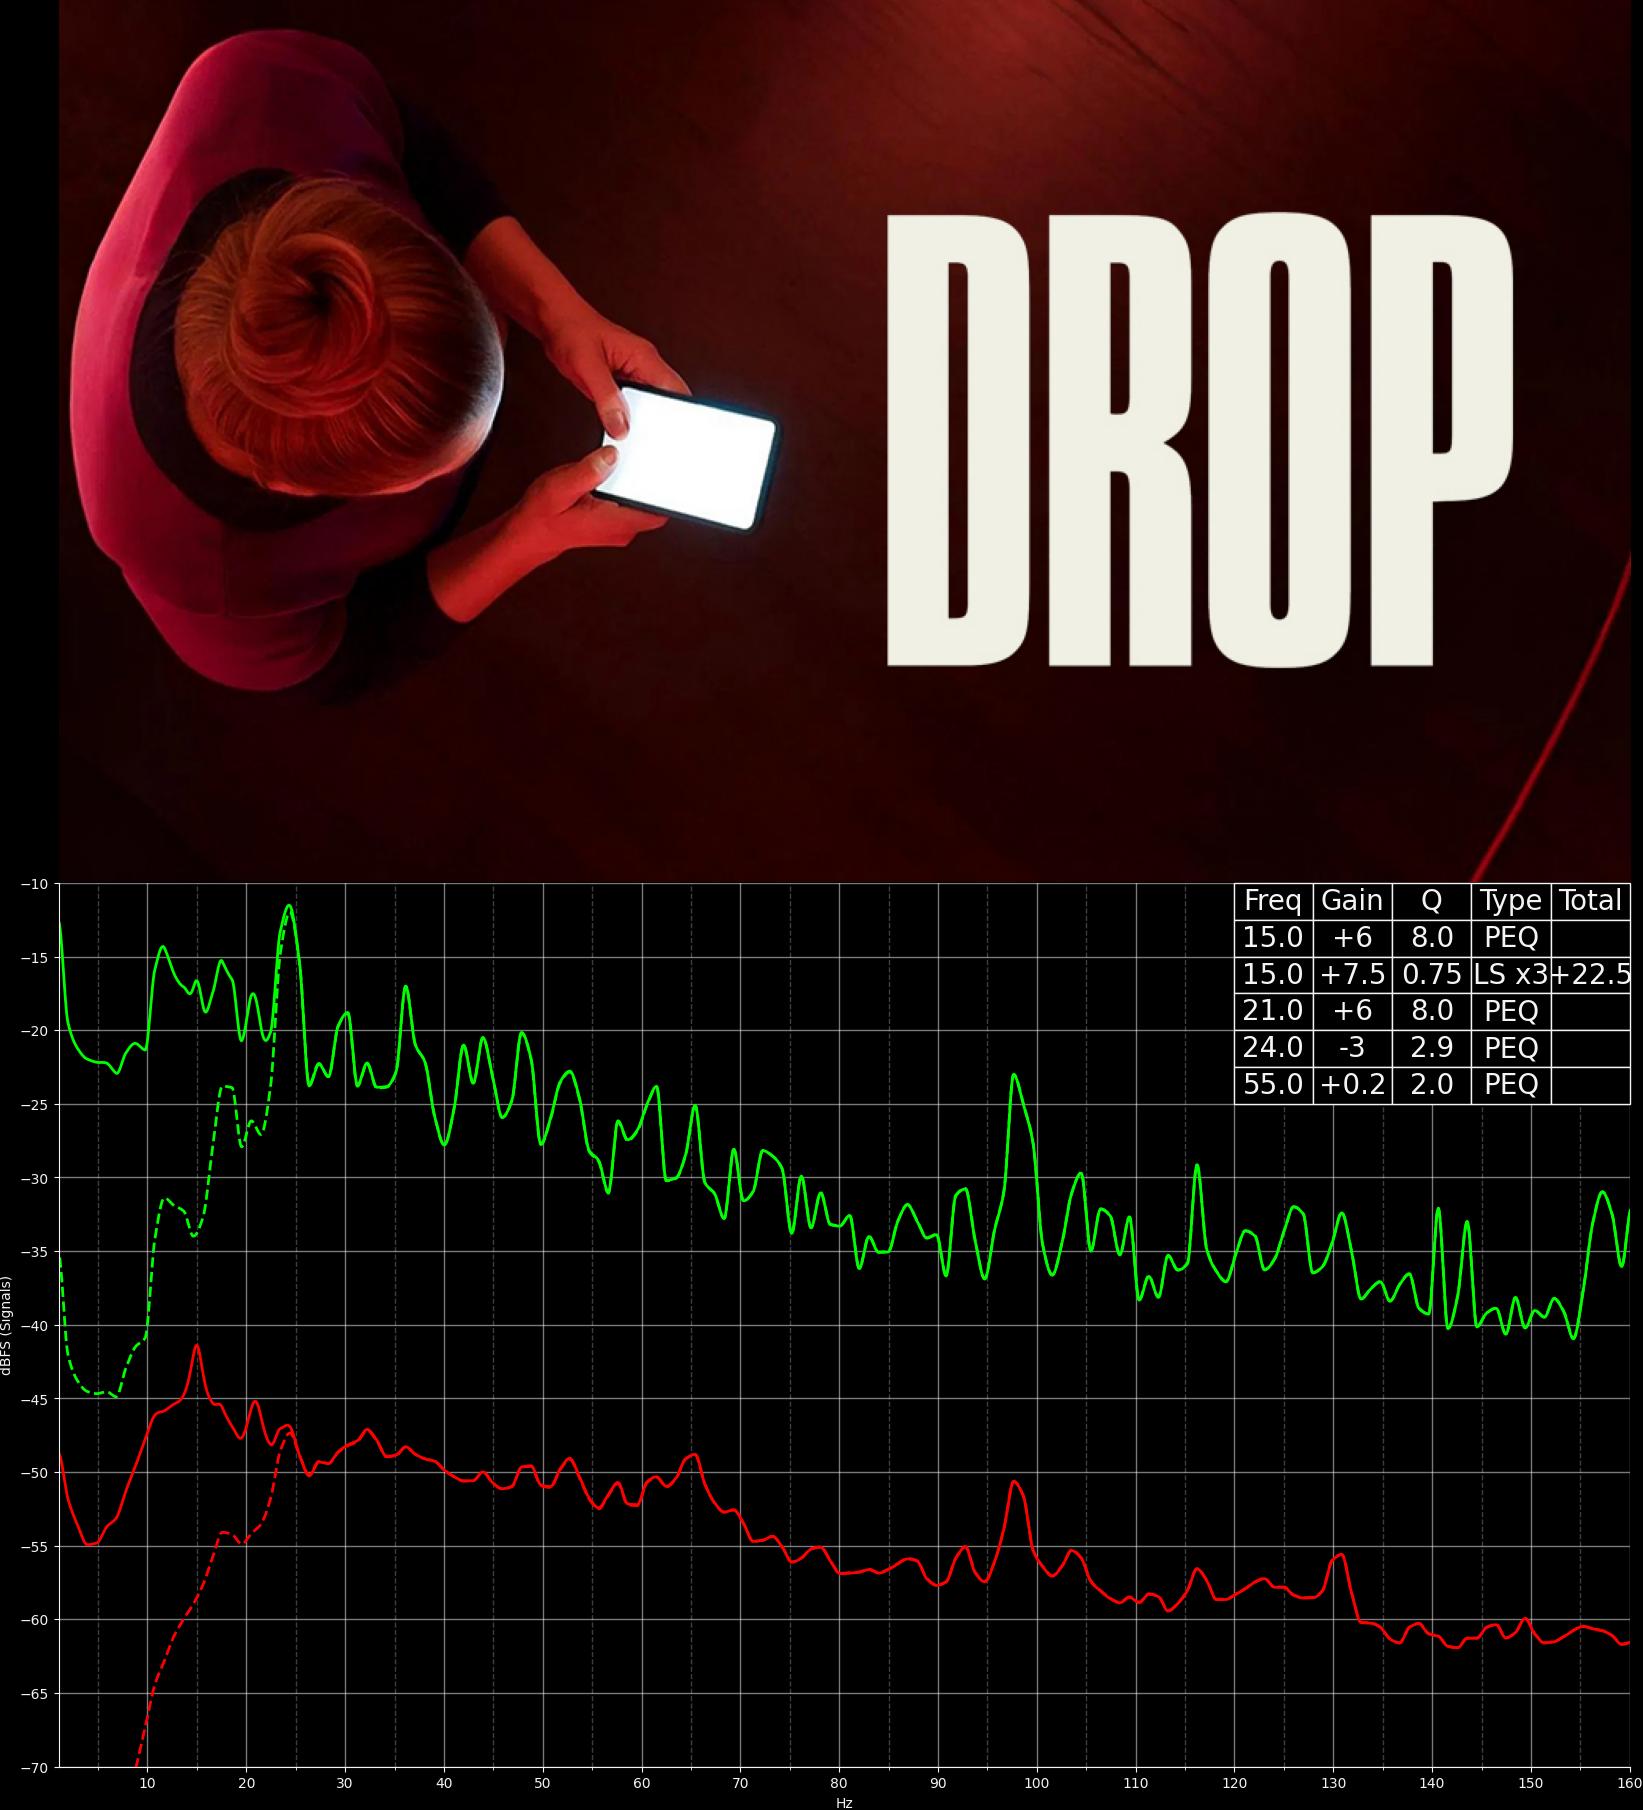 DROP
Freq Gain Q Type Total
15.0 +6 8.0 PEQ
15.0 +7.5 0.75 LS x3 +22.5
21.0 +6 8.0 PEQ
24.0 -3 2.9 PEQ
55.0 +0.2 2.0 PEQ
−10
−15
−20
−25
−30
−35
−40
−45
−50
−55
−60
−65
−70
dBFS (Signals)
10 20 30 40 50 60 70 80 90 100 110 120 130 140 150 160
Hz